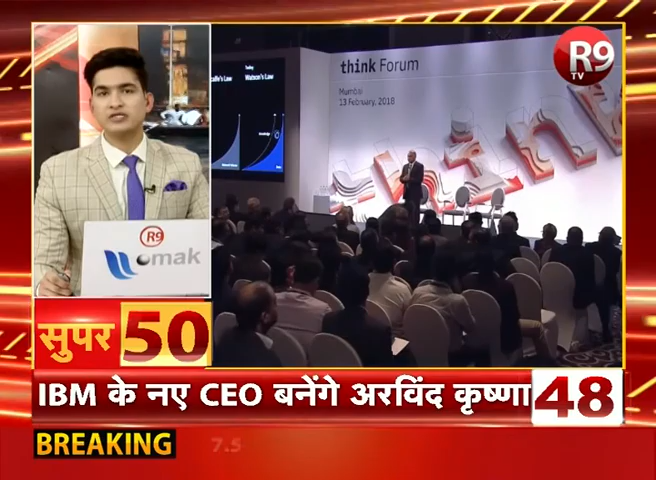 think Forum
Mumbai
13 February, 2018
Watson's Law
R9
TV
R9
omak
सुपर 50
IBM के नए CEO बनेंगे अरविंद कृष्णा 48
BREAKING
7.5